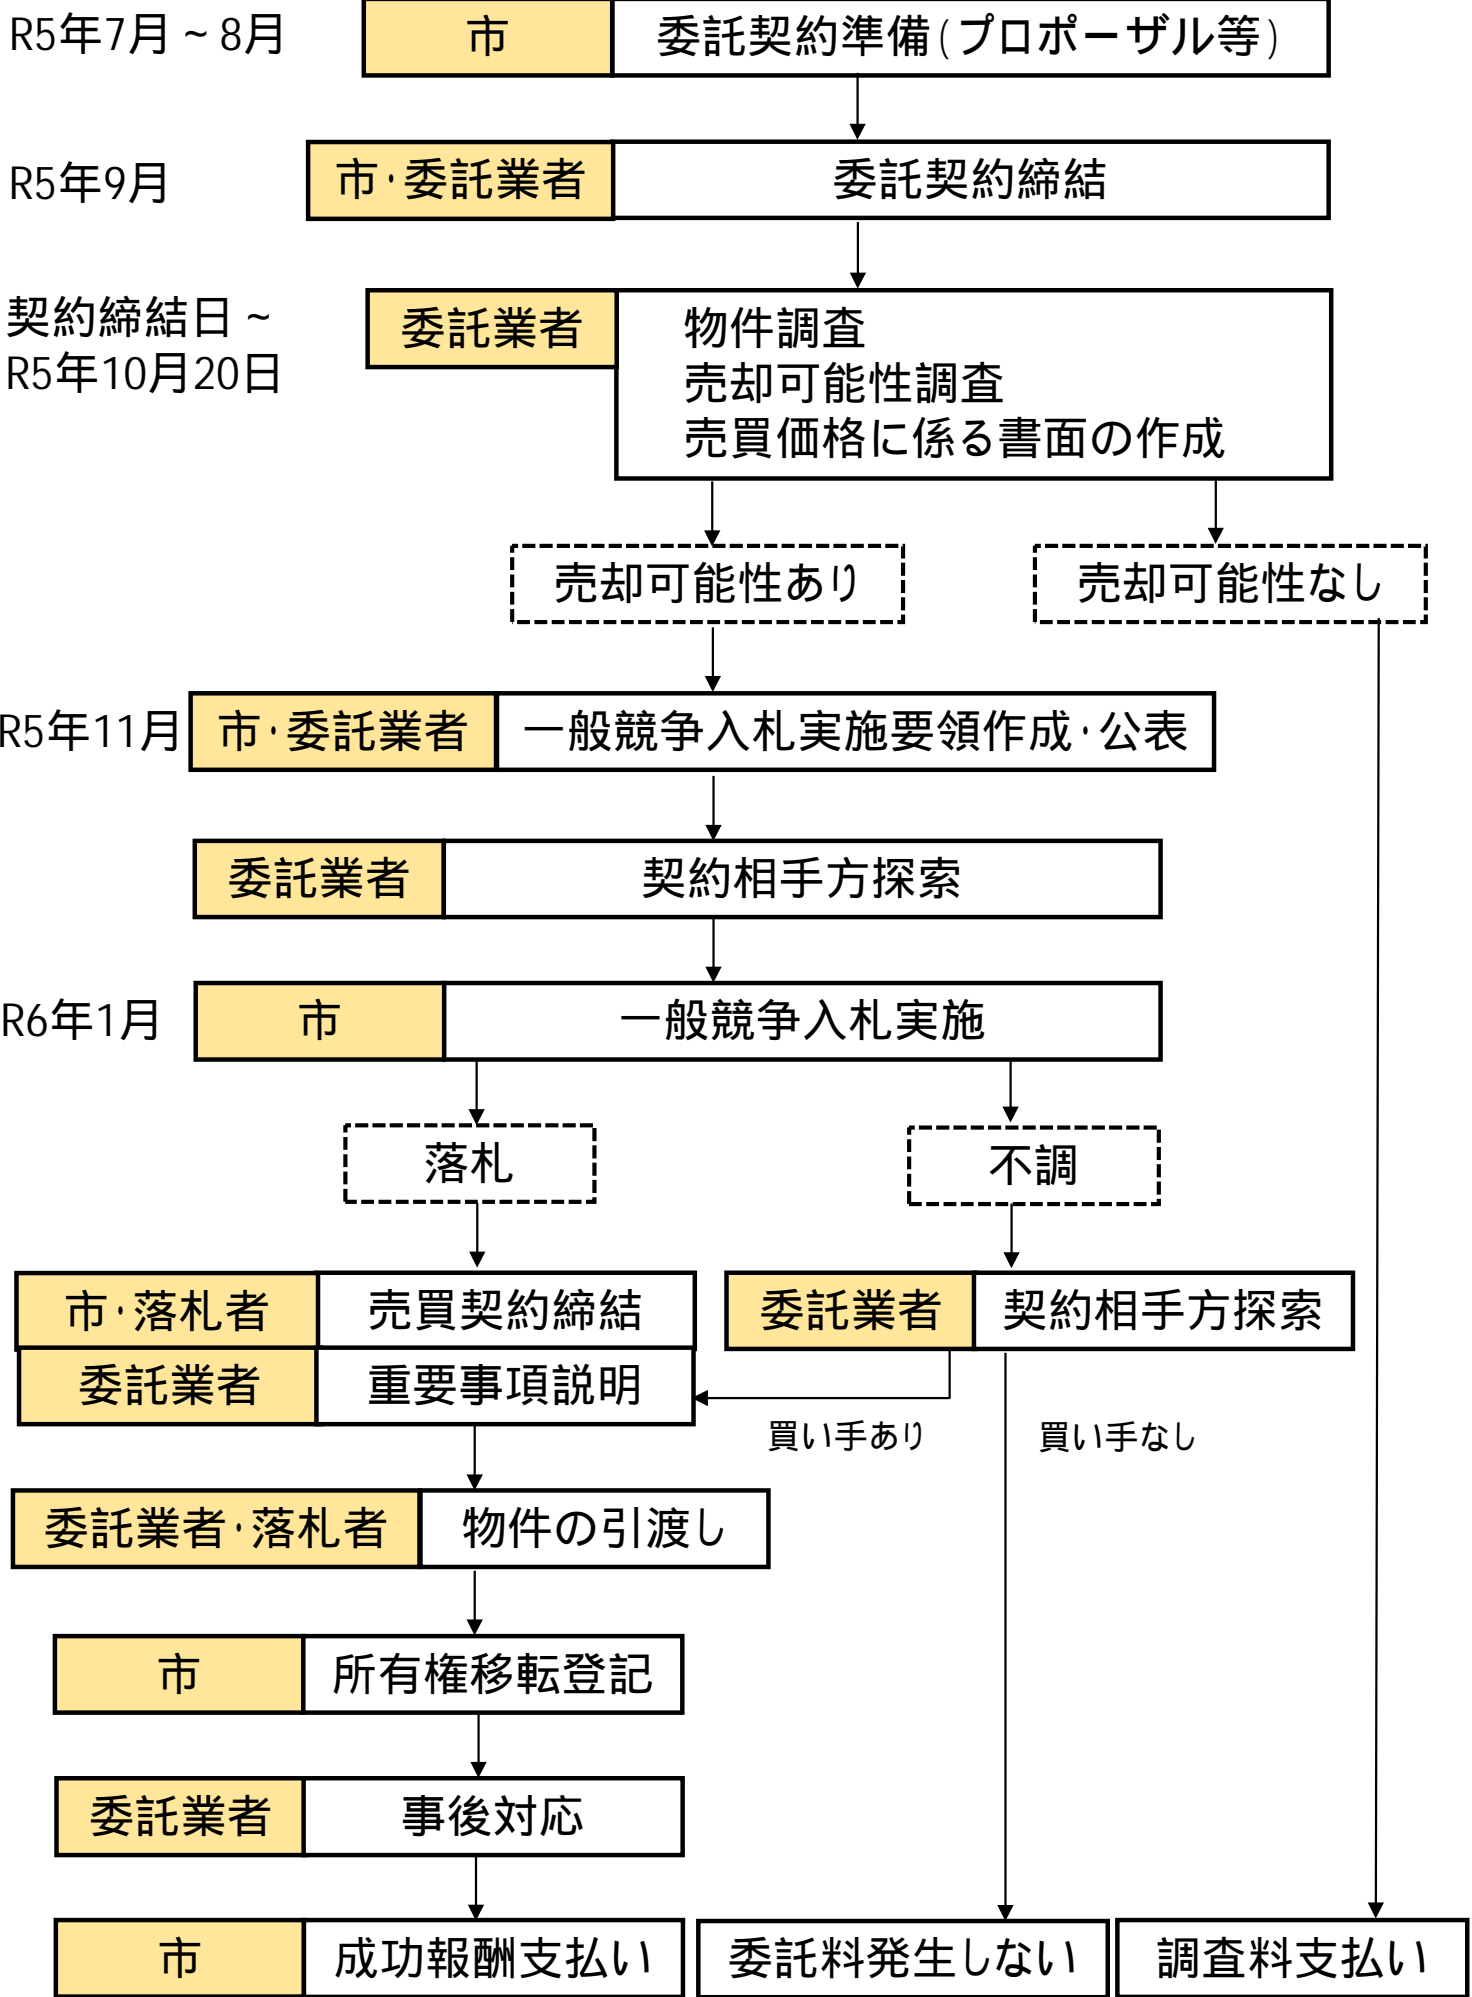 R5年7月～8月
市
委託契約準備(プロポーザル等)
R5年9月
市・委託業者
委託契約締結
契約締結日～
R5年10月20日
委託業者
物件調査
売却可能性調査
売買価格に係る書面の作成
売却可能性あり
売却可能性なし
R5年11月
市・委託業者
一般競争入札実施要領作成・公表
委託業者
契約相手方探索
R6年1月
市
一般競争入札実施
落札
不調
市・落札者
売買契約締結
委託業者
重要事項説明
委託業者
契約相手方探索
買い手あり
買い手なし
委託業者・落札者
物件の引渡し
市
所有権移転登記
委託業者
事後対応
市
成功報酬支払い
委託料発生しない
調査料支払い